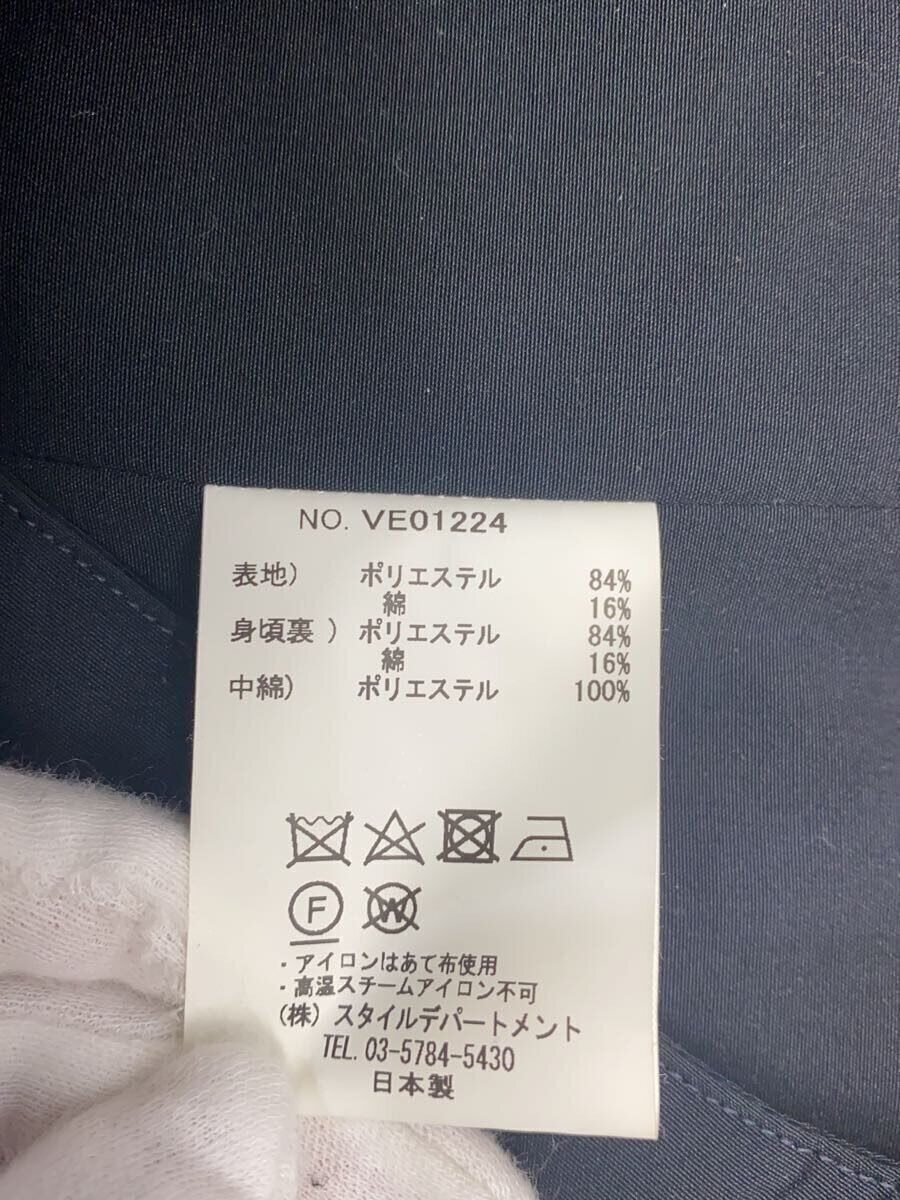 NO. VE01224
表地) ポリエステル 84%
綿 16%
身頃裏 ) ポリエステル 84%
綿 16%
中綿) ポリエステル 100%
F W
・アイロンはあて布使用
・高温スチームアイロン不可
(株) スタイルデパートメント
TEL. 03-5784-5430
日本製